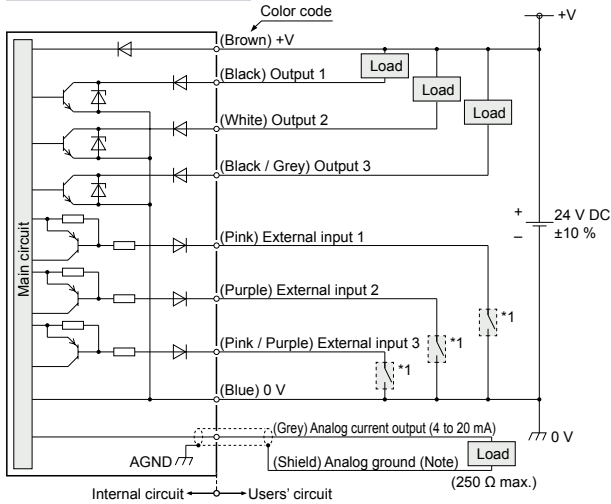 Color code
+V
(Brown) +V
Load
(Black) Output 1
Load
Load
(White) Output 2
(Black / Grey) Output 3
Main circuit
+
24 V DC
–
±10 %
(Pink) External input 1
(Purple) External input 2
*1
(Pink / Purple) External input 3
*1
*1
(Blue) 0 V
(Grey) Analog current output (4 to 20 mA)
0 V
Load
AGND
(Shield) Analog ground (Note)
(250 Ω max.)
Internal circuit
Users' circuit